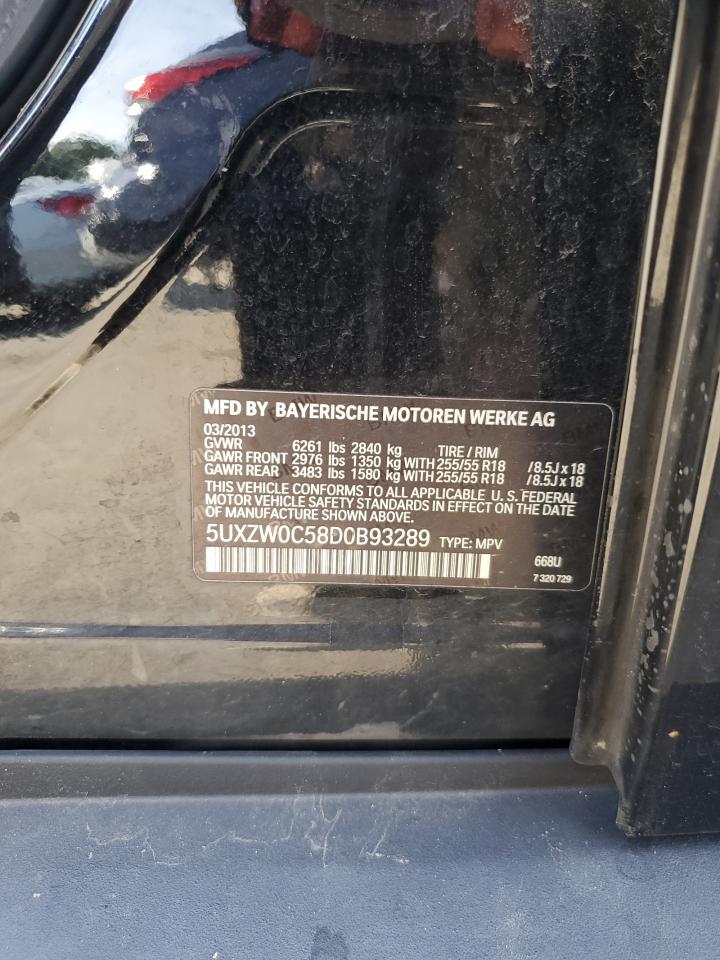 MFD BY BAYERISCHE MOTOREN WERKE AG
03/2013
GVWR 6261 lbs 2840 kg TIRE / RIM
GAWR FRONT 2976 lbs 1350 kg WITH 255/55 R18 /8.5J x 18
GAWR REAR 3483 lbs 1580 kg WITH 255/55 R18 /8.5J x 18
THIS VEHICLE CONFORMS TO ALL APPLICABLE U. S. FEDERAL
MOTOR VEHICLE SAFETY STANDARDS IN EFFECT ON THE DATE
OF MANUFACTURE SHOWN ABOVE.
5UXZW0C58D0B93289 TYPE: MPV
668U
7 320 729